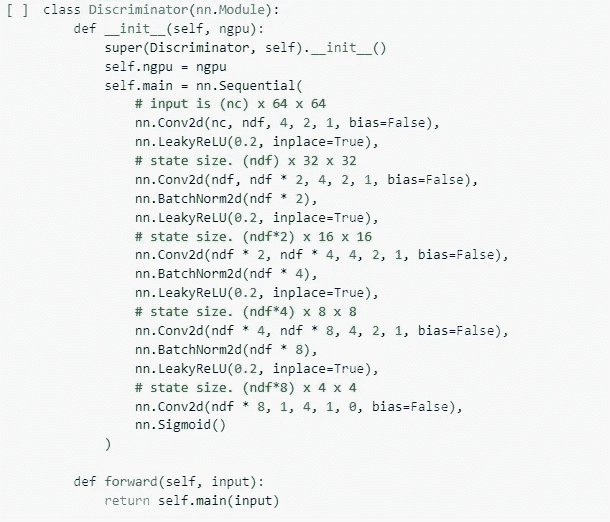 [ ] class Discriminator(nn.Module):
    def __init__(self, ngpu):
        super(Discriminator, self).__init__()
        self.ngpu = ngpu
        self.main = nn.Sequential(
            # input is (nc) x 64 x 64
            nn.Conv2d(nc, ndf, 4, 2, 1, bias=False),
            nn.LeakyReLU(0.2, inplace=True),
            # state size. (ndf) x 32 x 32
            nn.Conv2d(ndf, ndf * 2, 4, 2, 1, bias=False),
            nn.BatchNorm2d(ndf * 2),
            nn.LeakyReLU(0.2, inplace=True),
            # state size. (ndf*2) x 16 x 16
            nn.Conv2d(ndf * 2, ndf * 4, 4, 2, 1, bias=False),
            nn.BatchNorm2d(ndf * 4),
            nn.LeakyReLU(0.2, inplace=True),
            # state size. (ndf*4) x 8 x 8
            nn.Conv2d(ndf * 4, ndf * 8, 4, 2, 1, bias=False),
            nn.BatchNorm2d(ndf * 8),
            nn.LeakyReLU(0.2, inplace=True),
            # state size. (ndf*8) x 4 x 4
            nn.Conv2d(ndf * 8, 1, 4, 1, 0, bias=False),
            nn.Sigmoid()
        )

    def forward(self, input):
        return self.main(input)